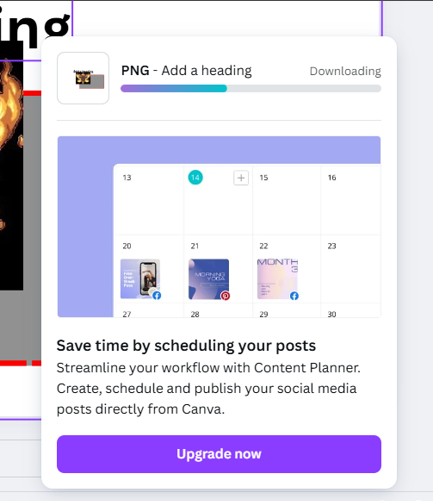 ing
PNG - Add a heading
Downloading
13
14
+
15
16
20
21
22
23
MORNING
YOGA
MONTH
27
28
29
30
Save time by scheduling your posts
Streamline your workflow with Content Planner.
Create, schedule and publish your social media
posts directly from Canva.
Upgrade now